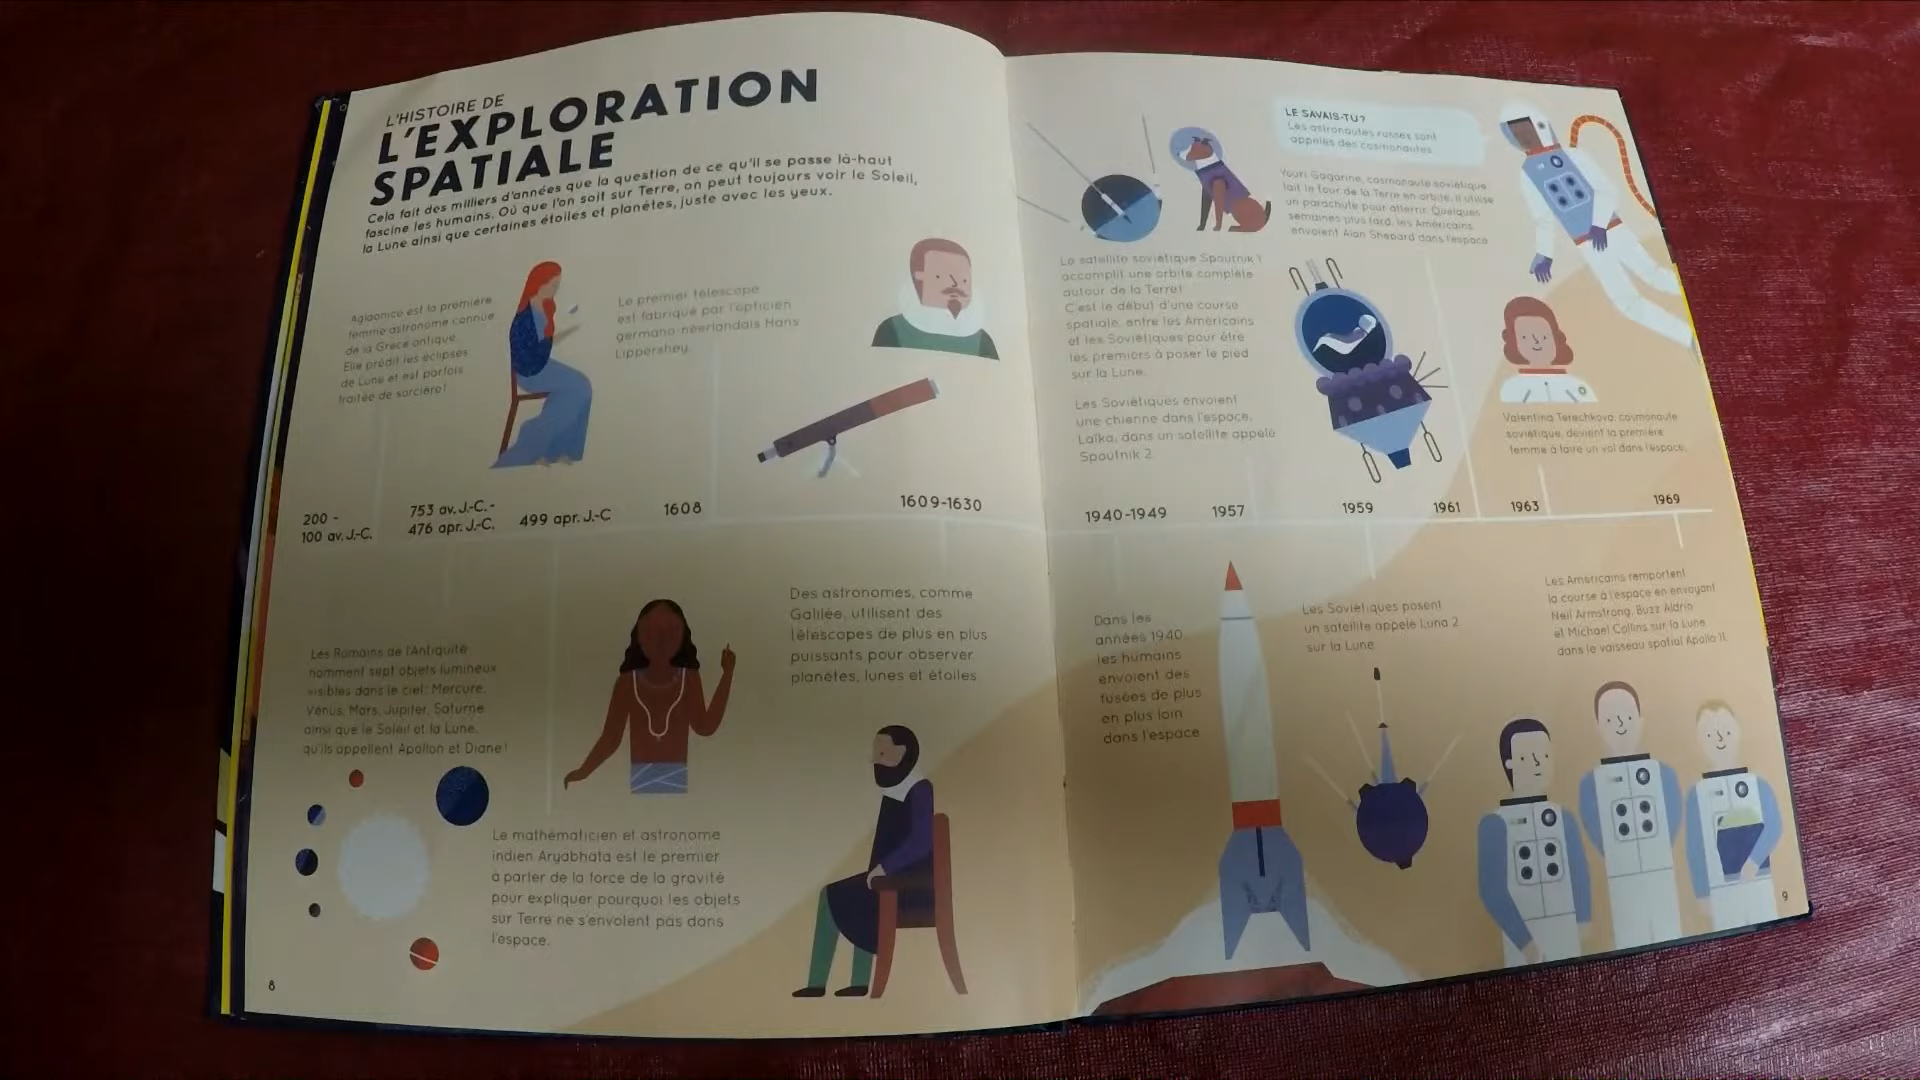 L'HISTOIRE DE
L'EXPLORATION
SPATIALE
Cela fait des milliers d'années que la question de ce qu'il se passe là-haut
fascine les humains. Où que l'on soit sur Terre, on peut toujours voir le Soleil,
la Lune ainsi que certaines étoiles et planètes, juste avec les yeux.
Aglaonice est la première
femme astronome connue
de la Grèce antique.
Elle prédit les éclipses
de Lune et est parfois
traitée de sorcière!
Le premier télescope
est fabriqué par l'opticien
germano-néerlandais Hans
Lippershey.
200 -
100 av. J.-C.
753 av. J.-C. -
476 apr. J.-C.
499 apr. J.-C
1608
1609-1630
Les Romains de l'Antiquité
nomment sept objets lumineux
visibles dans le ciel: Mercure,
Vénus, Mars, Jupiter, Saturne
ainsi que le Soleil et la Lune,
qu'ils appellent Apollon et Diane!
Le mathématicien et astronome
indien Aryabhata est le premier
à parler de la force de la gravité
pour expliquer pourquoi les objets
sur Terre ne s'envolent pas dans
l'espace.
Des astronomes, comme
Galilée, utilisent des
télescopes de plus en plus
puissants pour observer
planètes, lunes et étoiles
8
LE SAVAIS-TU?
Les astronautes russes sont
appelés des cosmonautes.
Youri Gagarine, cosmonaute soviétique
fait le tour de la Terre en orbite. Il utilise
un parachute pour atterrir. Quelques
semaines plus tard, les Américains
envoient Alan Shepard dans l'espace
Le satellite soviétique Spoutnik 1
accomplit une orbite complète
autour de la Terre!
C'est le début d'une course
spatiale, entre les Américains
et les Soviétiques pour être
les premiers à poser le pied
sur la Lune.
Les Soviétiques envoient
une chienne dans l'espace,
Laïka, dans un satellite appelé
Spoutnik 2
Valentina Terechkova, cosmonaute
soviétique, devient la première
femme à faire un vol dans l'espace.
1940-1949
1957
1959
1961
1963
1969
Dans les
années 1940,
les humains
envoient des
fusées de plus
en plus loin
dans l'espace
Les Soviétiques posent
un satellite appelé Luna 2
sur la Lune
Les Américains remportent
la course à l'espace en envoyant
Neil Armstrong, Buzz Aldrin
et Michael Collins sur la Lune
dans le vaisseau spatial Apollo 11.
9